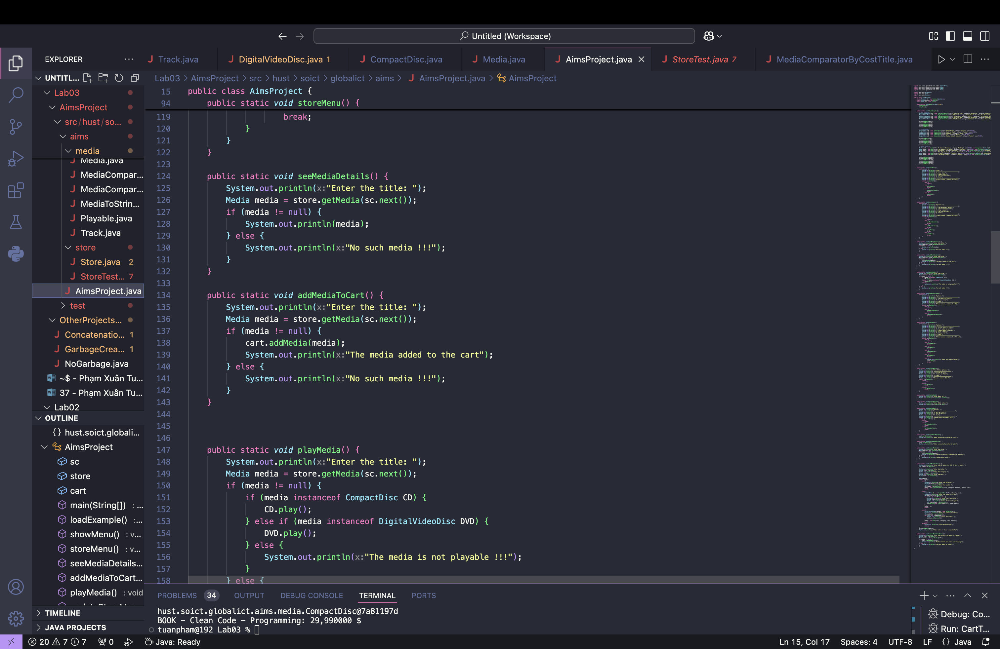 Untitled (Workspace)
EXPLORER
Track.java
DigitalVideoDisc.java 1
CompactDisc.java
Media.java
AimsProject.java
StoreTest.java 7
MediaComparatorByCostTitle.java
UNTITL...
Lab03 > AimsProject > src > hust > soict > globalict > aims > AimsProject.java > AimsProject
Lab03
AimsProject
src/hust/so...
aims
media
Media.java
MediaCompar...
MediaCompar...
MediaToStrin...
Playable.java
Track.java
store
Store.java 2
StoreTest... 7
AimsProject.java
test
OtherProjects...
Concatenatio... 1
GarbageCrea... 1
NoGarbage.java
~$ - Phạm Xuân Tu...
37 - Phạm Xuân Tu...
Lab02
OUTLINE
{} hust.soict.globali...
AimsProject
sc
store
cart
main(String[]) : ...
loadExample() :...
showMenu() : v...
storeMenu() : v...
seeMediaDetails...
addMediaToCart...
playMedia() : void
TIMELINE
JAVA PROJECTS
15 public class AimsProject {
94 public static void storeMenu() {
119 break;
120 }
121 }
122 }
123
124 public static void seeMediaDetails() {
125 System.out.println(x:"Enter the title: ");
126 Media media = store.getMedia(sc.next());
127 if (media != null) {
128 System.out.println(media);
129 } else {
130 System.out.println(x:"No such media !!!");
131 }
132 }
133
134 public static void addMediaToCart() {
135 System.out.println(x:"Enter the title: ");
136 Media media = store.getMedia(sc.next());
137 if (media != null) {
138 cart.addMedia(media);
139 System.out.println(x:"The media added to the cart");
140 } else {
141 System.out.println(x:"No such media !!!");
142 }
143 }
144
145
146
147 public static void playMedia() {
148 System.out.println(x:"Enter the title: ");
149 Media media = store.getMedia(sc.next());
150 if (media != null) {
151 if (media instanceof CompactDisc CD) {
152 CD.play();
153 } else if (media instanceof DigitalVideoDisc DVD) {
154 DVD.play();
155 } else {
156 System.out.println(x:"The media is not playable !!!");
157 }
158 } else {
PROBLEMS 34 OUTPUT DEBUG CONSOLE TERMINAL PORTS
hust.soict.globalict.aims.media.CompactDisc@7a81197d
BOOK - Clean Code - Programming: 29,990000 $
tuanpham@192 Lab03 %
Debug: Co...
Run: CartT...
20 7 7 0 Java: Ready
Ln 15, Col 17 Spaces: 4 UTF-8 LF {} Java